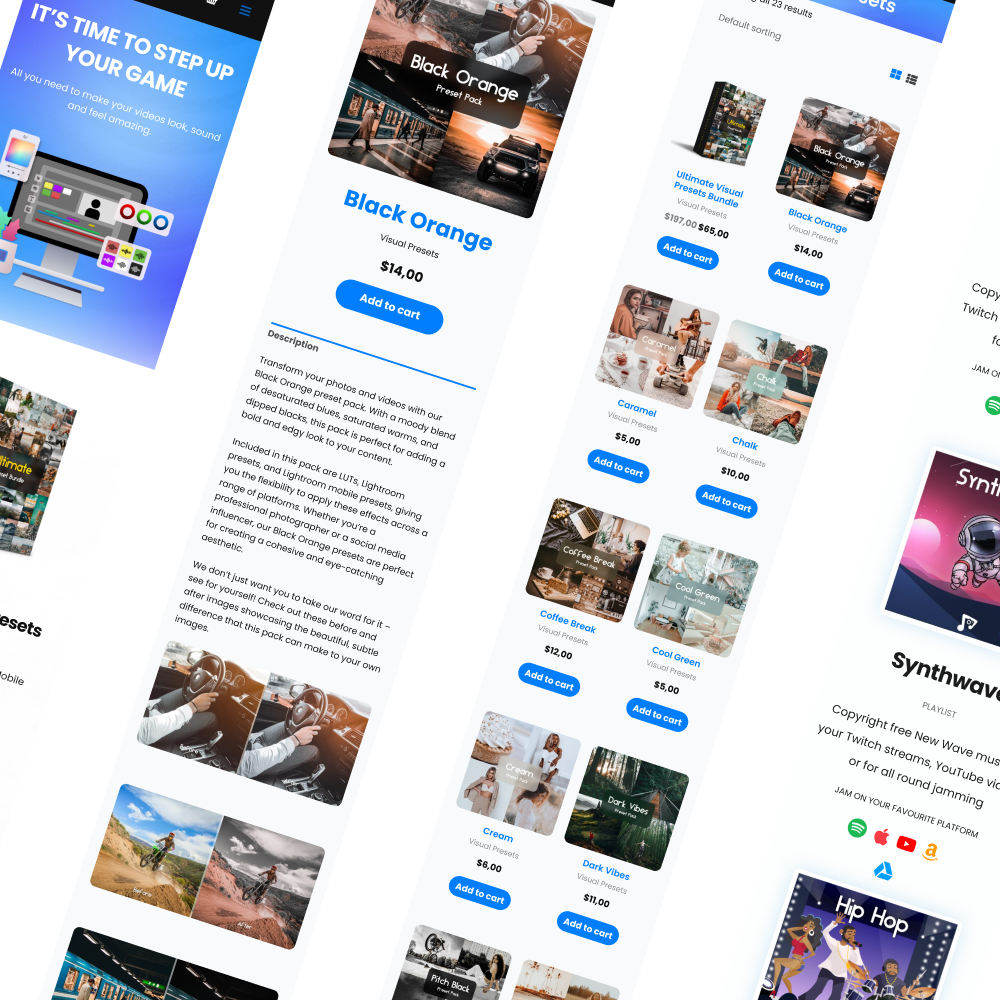 IT'S TIME TO STEP UP
YOUR GAME
All you need to make your videos look, sound
and feel amazing.
Ultimate
Preset Bundle
Mobile
Black Orange
Preset Pack
Black Orange
Visual Presets
$14,00
Add to cart
Description
Transform your photos and videos with our
Black Orange preset pack. With a moody blend
of desaturated blues, saturated warms, and
dipped blacks, this pack is perfect for adding a
bold and edgy look to your content.
Included in this pack are LUTs, Lightroom
presets, and Lightroom mobile presets, giving
you the flexibility to apply these effects across a
range of platforms. Whether you're a
professional photographer or a social media
influencer, our Black Orange presets are perfect
for creating a cohesive and eye-catching
aesthetic.
We don't just want you to take our word for it –
see for yourself! Check out these before and
after images showcasing the beautiful, subtle
difference that this pack can make to your own
images.
Before
After
all 23 results
Default sorting
Ultimate
Ultimate Visual
Presets Bundle
Visual Presets
$197,00 $65,00
Add to cart
Black Orange
Preset Pack
Black Orange
Visual Presets
$14,00
Add to cart
Caramel
Preset Pack
Caramel
Visual Presets
$5,00
Add to cart
Chalk
Preset Pack
Chalk
Visual Presets
$10,00
Add to cart
Coffee Break
Preset Pack
Coffee Break
Visual Presets
$12,00
Add to cart
Cool Green
Preset Pack
Cool Green
Visual Presets
$5,00
Add to cart
Cream
Preset Pack
Cream
Visual Presets
$6,00
Add to cart
Dark Vibes
Preset Pack
Dark Vibes
Visual Presets
$11,00
Add to cart
Pitch Black
Preset Pack
Copy
Twitch
fo
JAM ON
Synth
Synthwave
PLAYLIST
Copyright free New Wave mus
your Twitch streams, YouTube vid
or for all round jamming
JAM ON YOUR FAVOURITE PLATFORM
Hip Hop